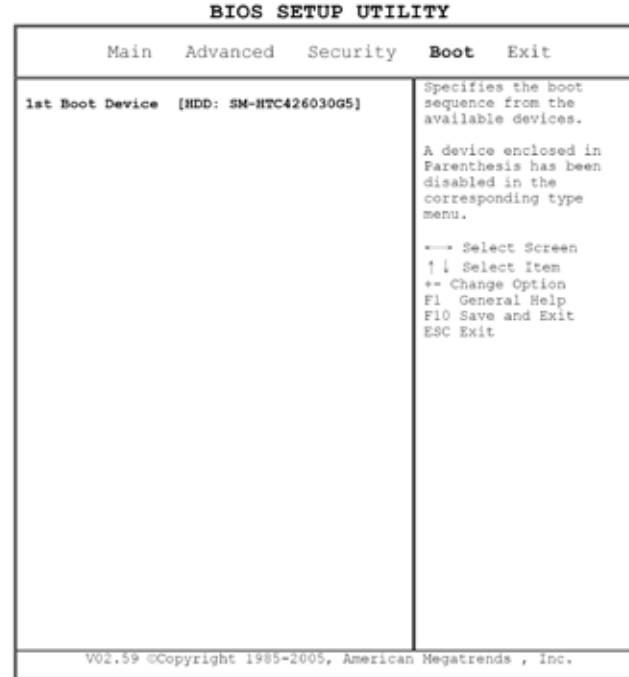 BIOS SETUP UTILITY
Main Advanced Security Boot Exit
1st Boot Device [HDD: SM-HTC426030G5]
Specifies the boot
sequence from the
available devices.
A device enclosed in
Parenthesis has been
disabled in the
corresponding type
menu.
←→ Select Screen
↑↓ Select Item
+- Change Option
F1 General Help
F10 Save and Exit
ESC Exit
V02.59 ©Copyright 1985-2005, American Megatrends , Inc.